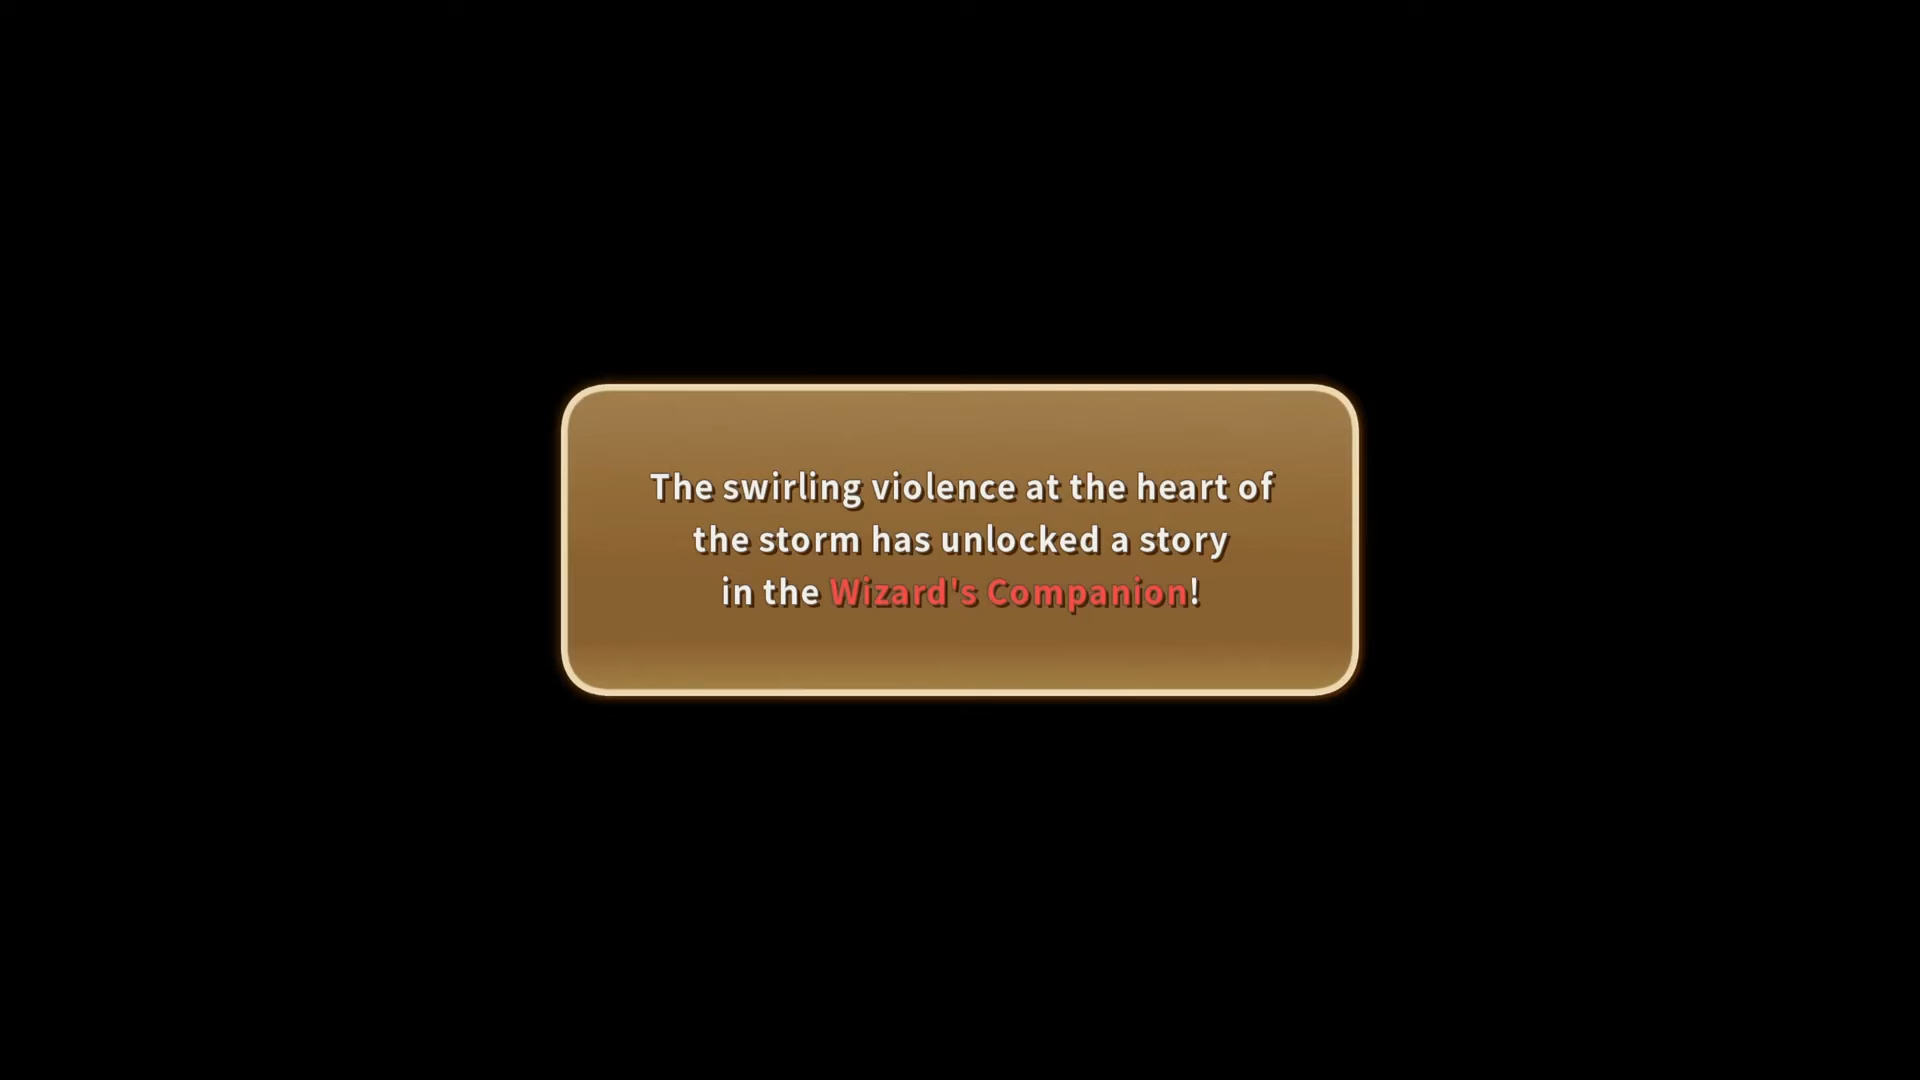 The swirling violence at the heart of
the storm has unlocked a story
in the Wizard's Companion!